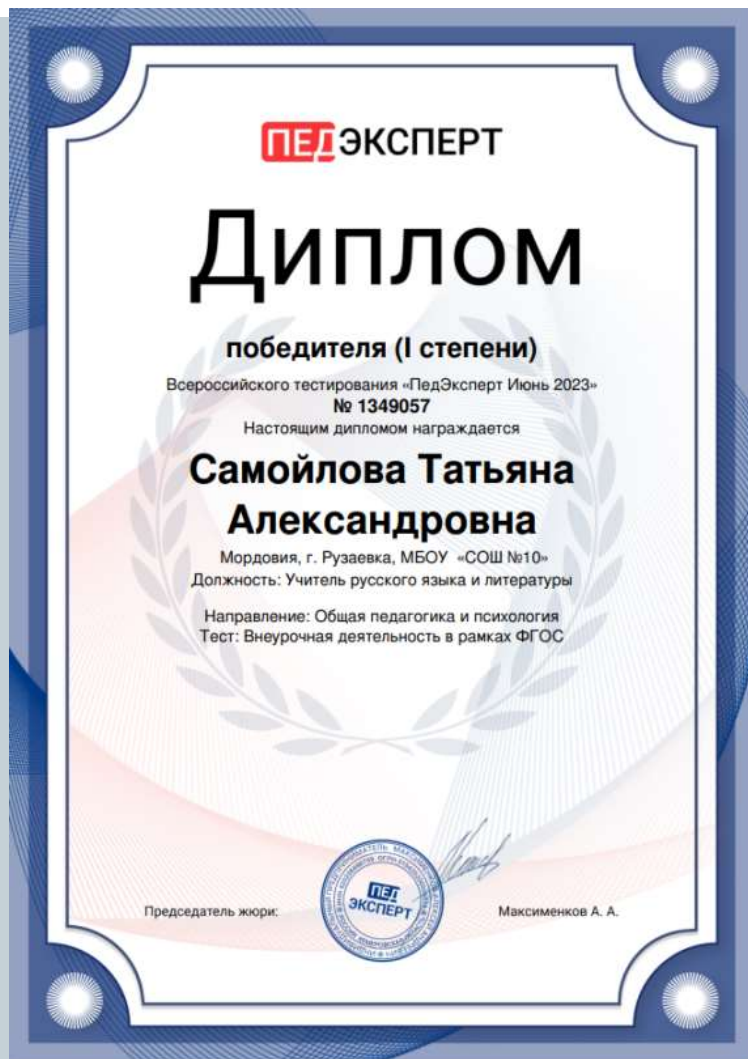 ПЕДЭКСПЕРТ
Диплом
победителя (I степени)
Всероссийского тестирования «ПедЭксперт Июнь 2023»
№ 1349057
Настоящим дипломом награждается
Самойлова Татьяна
Александровна
Мордовия, г. Рузаевка, МБОУ «СОШ №10»
Должность: Учитель русского языка и литературы
Направление: Общая педагогика и психология
Тест: Внеурочная деятельность в рамках ФГОС
ПЕД
ЭКСПЕРТ
Председатель жюри:
Максименков А. А.